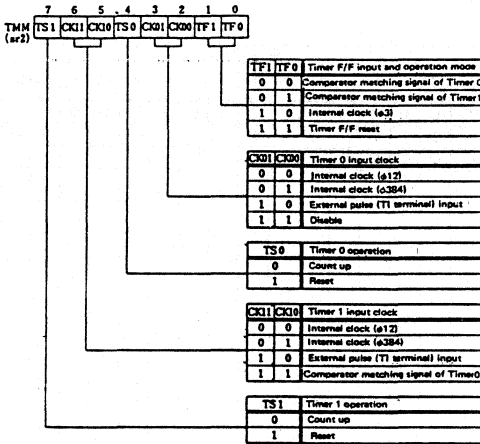 7 6 5 4 3 2 1 0
TMM TS1 CK11 CK10 TS0 CK01 CK00 TF1 TF0
(sr2)
TF1 TF0 Timer F/F input and operation mode
0 0 Comparator matching signal of Timer 0
0 1 Comparator matching signal of Timer1
1 0 Internal clock (ø3)
1 1 Timer F/F reset
CK01 CK00 Timer 0 input clock
0 0 Internal clock (ø12)
0 1 Internal clock (ø384)
1 0 External pulse (TI terminal) input
1 1 Disable
TS0 Timer 0 operation
0 Count up
1 Reset
CK11 CK10 Timer 1 input clock
0 0 Internal clock (ø12)
0 1 Internal clock (ø384)
1 0 External pulse (TI terminal) input
1 1 Comparator matching signal of Timer0
TS1 Timer 1 operation
0 Count up
1 Reset